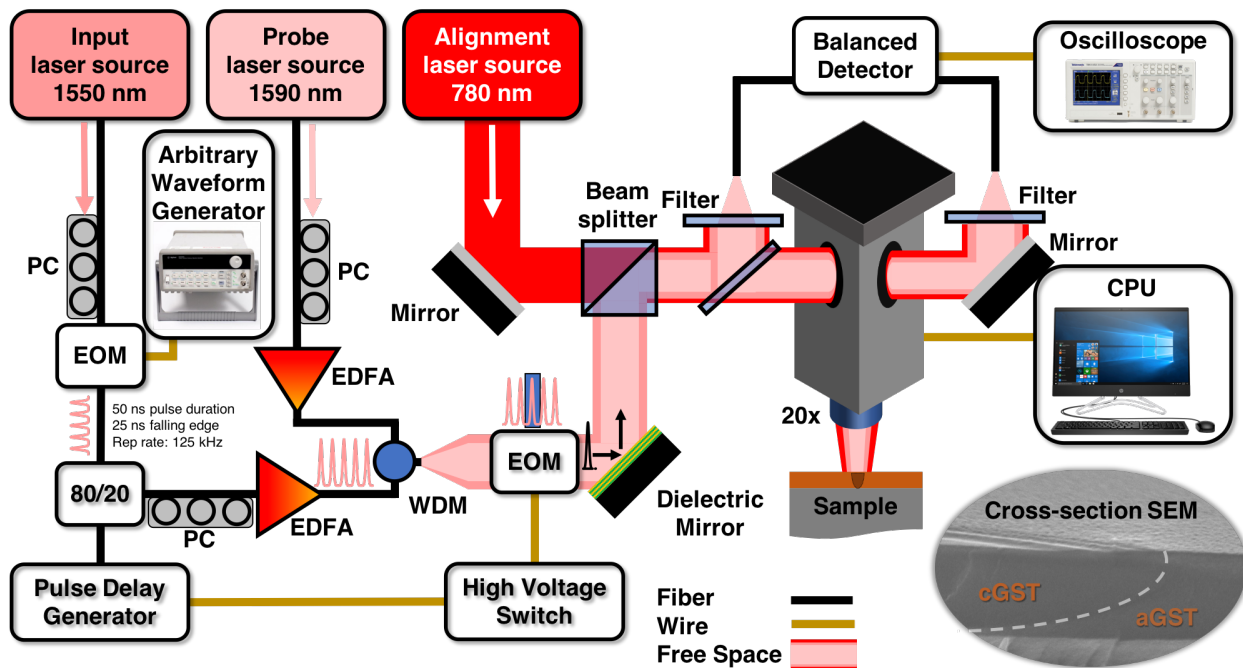 Input
laser source
1550 nm
Probe
laser source
1590 nm
Alignment
laser source
780 nm
Balanced
Detector
Oscilloscope
Arbitrary
Waveform
Generator
PC
PC
Beam
splitter
Filter
Filter
Mirror
Mirror
CPU
EOM
EDFA
50 ns pulse duration
25 ns falling edge
Rep rate: 125 kHz
20x
EOM
80/20
WDM
Dielectric
Mirror
Sample
PC
EDFA
Cross-section SEM
cGST
aGST
Pulse Delay
Generator
High Voltage
Switch
Fiber
Wire
Free Space